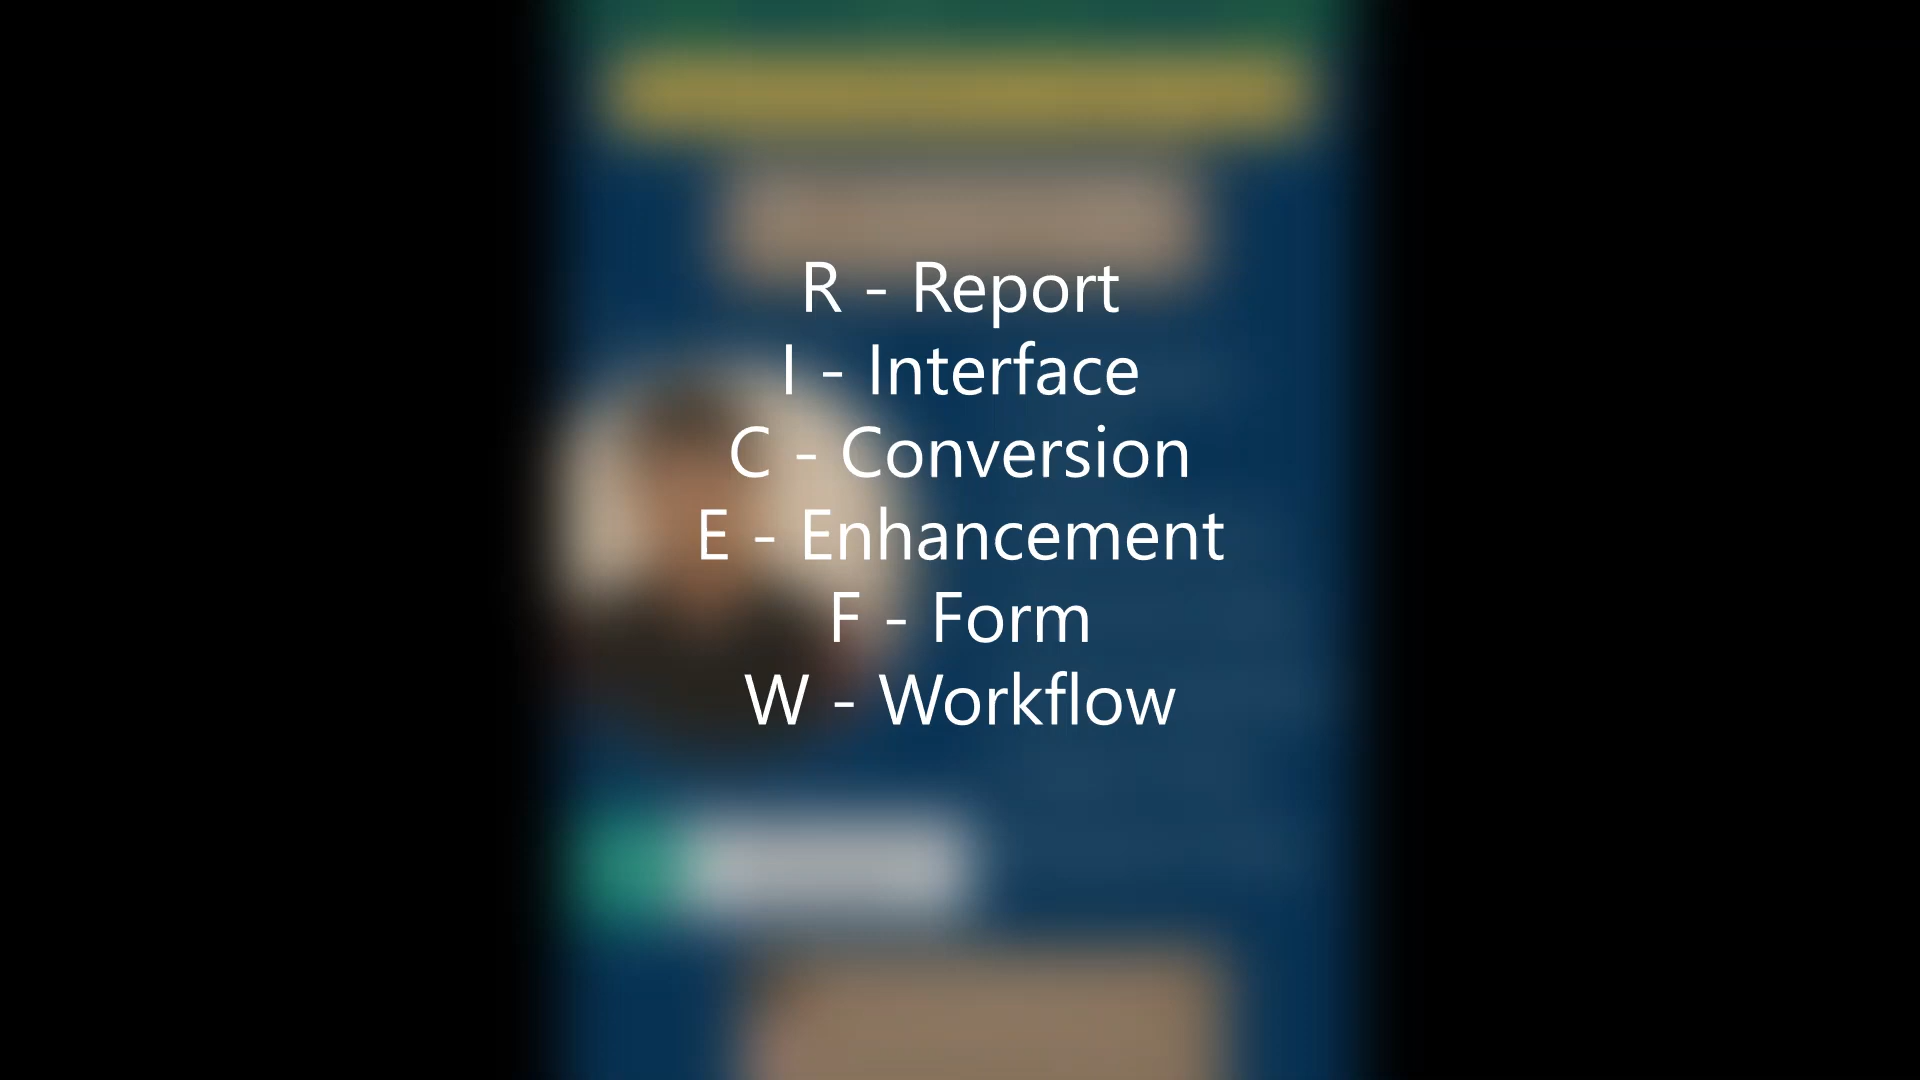 R - Report
I - Interface
C - Conversion
E - Enhancement
F - Form
W - Workflow